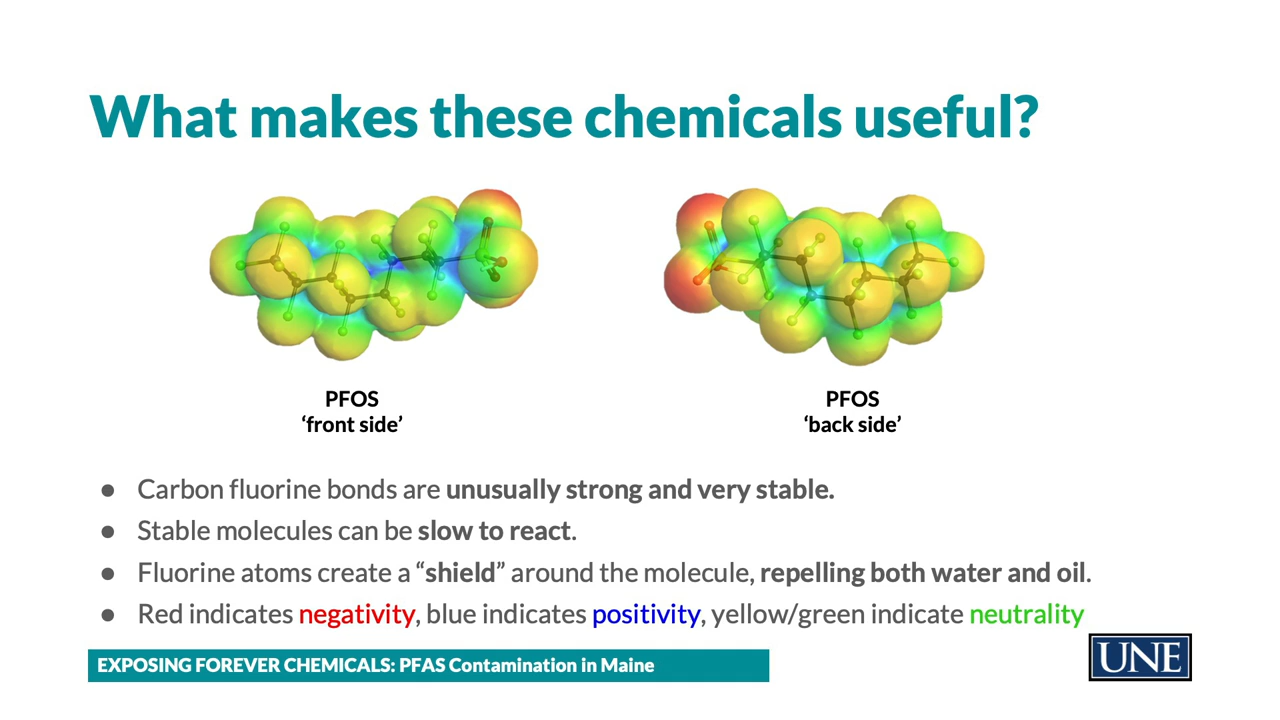 What makes these chemicals useful?
PFOS
‘front side’
PFOS
‘back side’
● Carbon fluorine bonds are unusually strong and very stable.
● Stable molecules can be slow to react.
● Fluorine atoms create a “shield” around the molecule, repelling both water and oil.
● Red indicates negativity, blue indicates positivity, yellow/green indicate neutrality
EXPOSING FOREVER CHEMICALS: PFAS Contamination in Maine
UNE